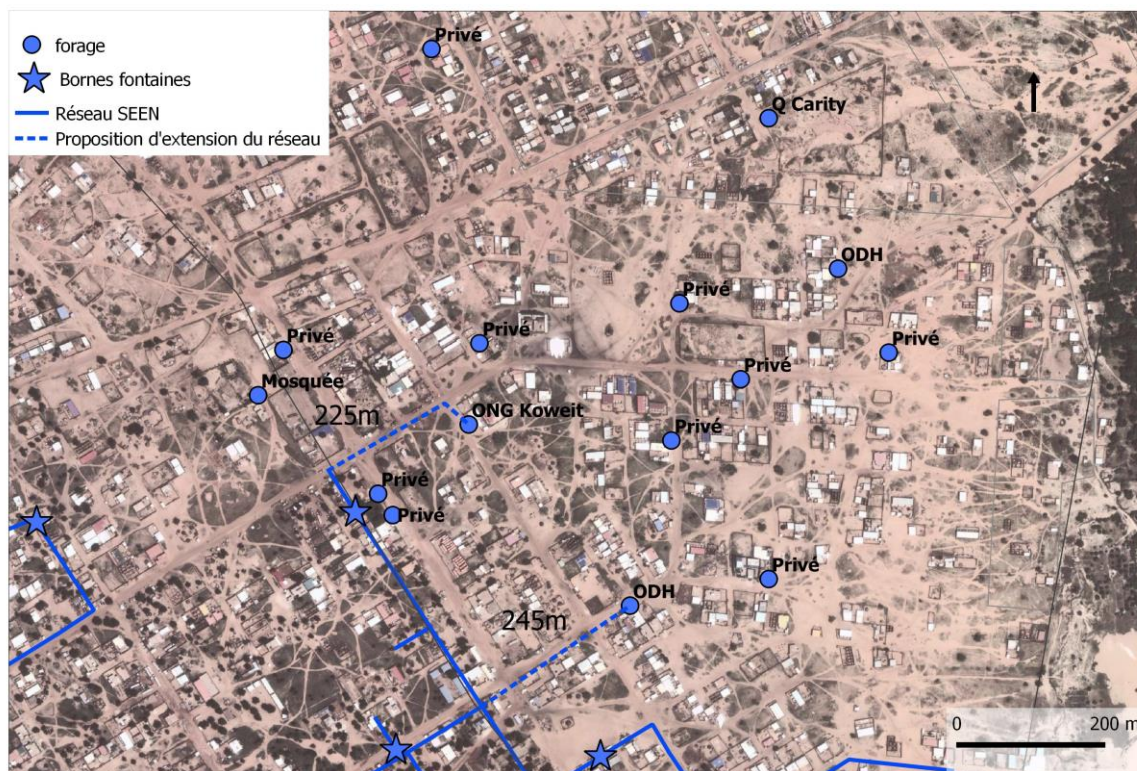 forage
Bornes fontaines
Réseau SEEN
Proposition d'extension du réseau
Privé
Q Carity
ODH
Privé
Privé
Privé
Privé
Mosquée
Privé
225m
ONG Koweit
Privé
Privé
Privé
Privé
ODH
245m
0 200 m